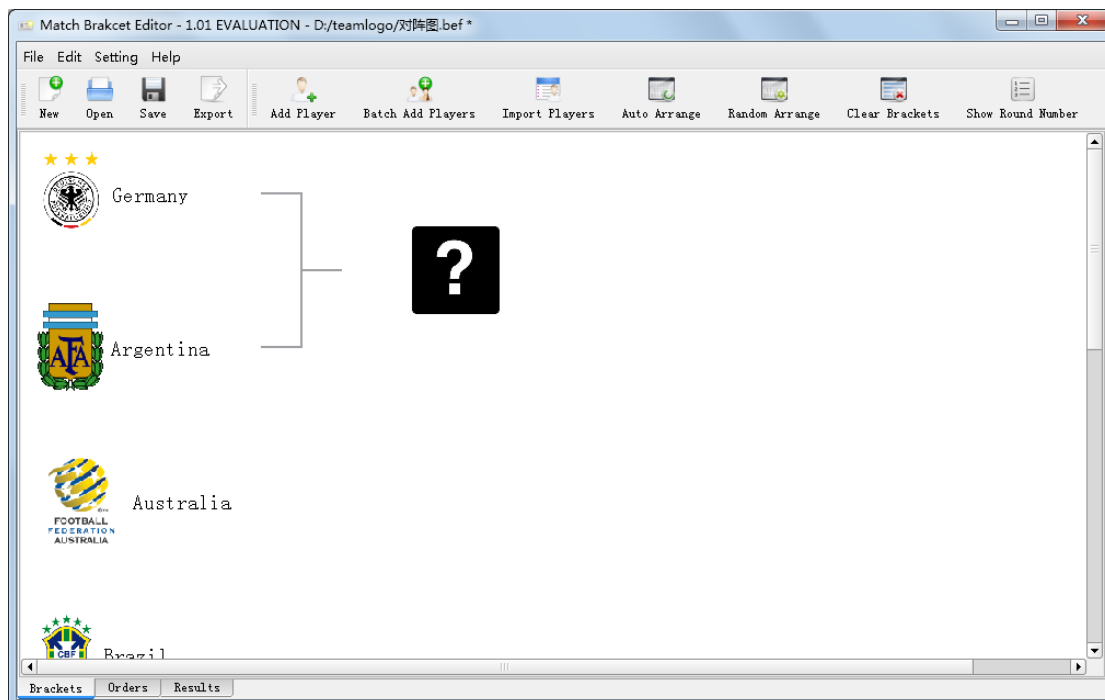 Match Brakcet Editor - 1.01 EVALUATION - D:/teamlogo/对阵图.bef *
File Edit Setting Help
New Open Save Export Add Player Batch Add Players Import Players Auto Arrange Random Arrange Clear Brackets Show Round Number
Germany
?
AFA
Argentina
Australia
FOOTBALL
FEDERATION
AUSTRALIA
CBF
Brazil
Brackets Orders Results